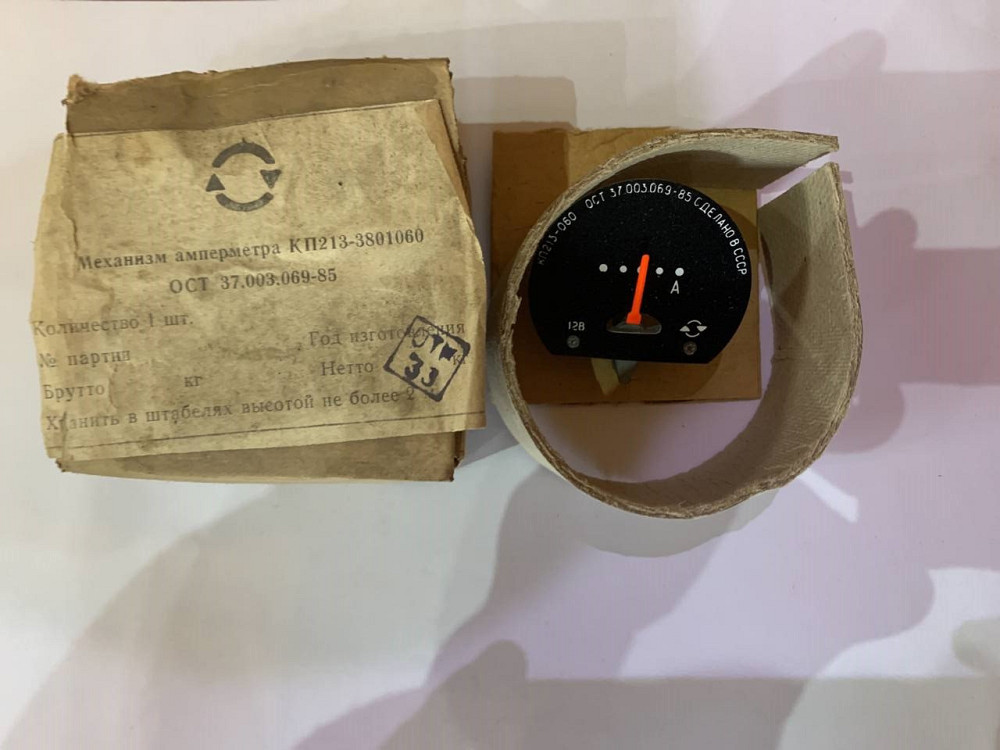 Механизм амперметра КП213-3801060
ОСТ 37.003.069-85
Количество 1 шт.
Год изготовления
№ партии
Нетто к
Брутто кг
Хранить в штабелях высотой не более 2
ОТК
33
КП213-060 ОСТ 37.003.069-85 СДЕЛАНО В СССР
А
12В